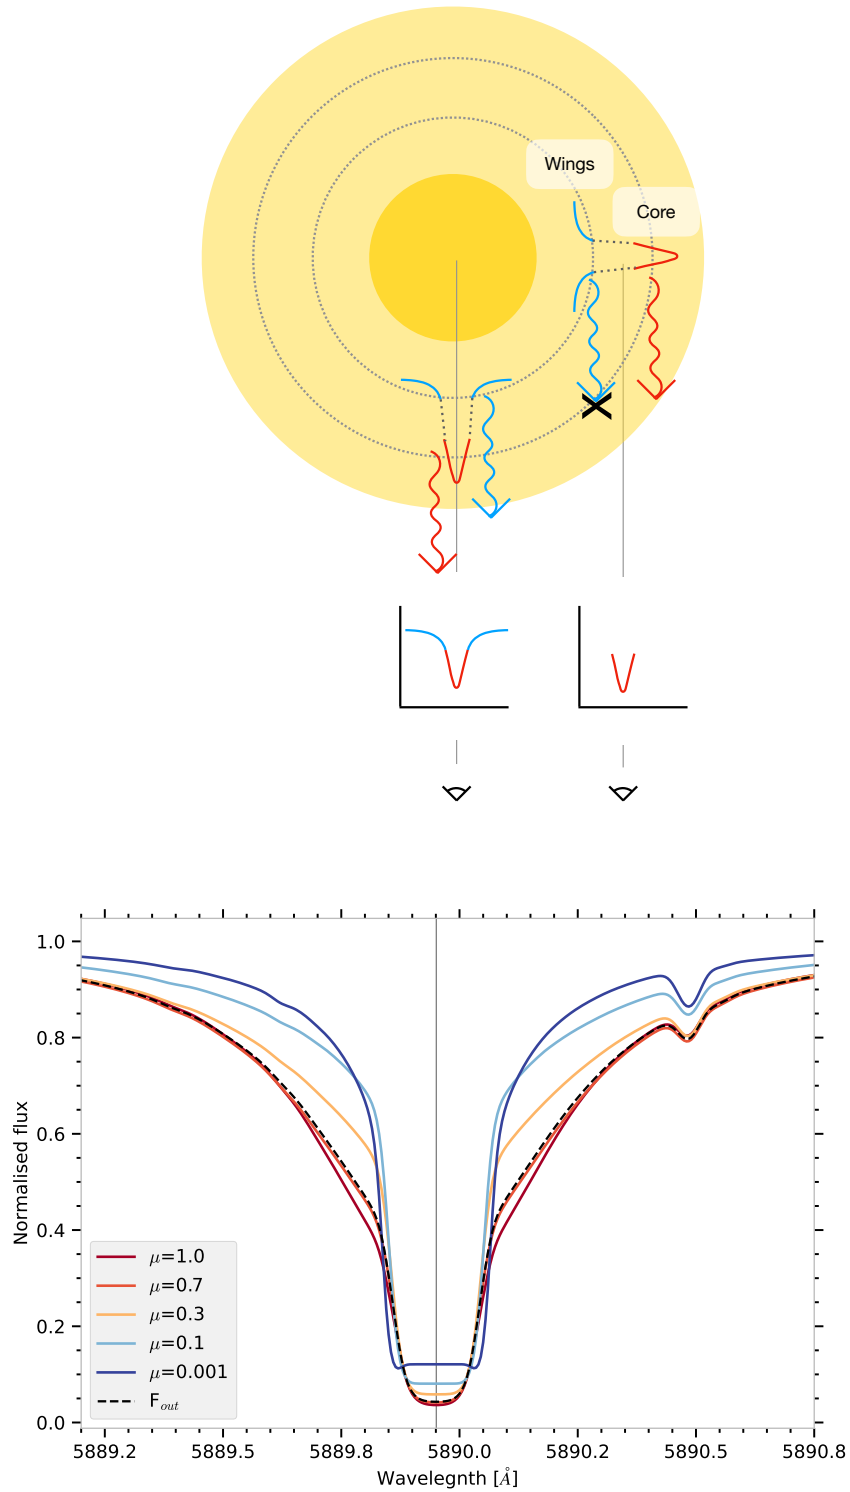 Wings
Core
1.0
0.8
0.6
0.4
0.2
0.0
Normalised flux
μ=1.0
μ=0.7
μ=0.3
μ=0.1
μ=0.001
F_out
5889.2 5889.5 5889.8 5890.0 5890.2 5890.5 5890.8
Wavelegnth [Å]